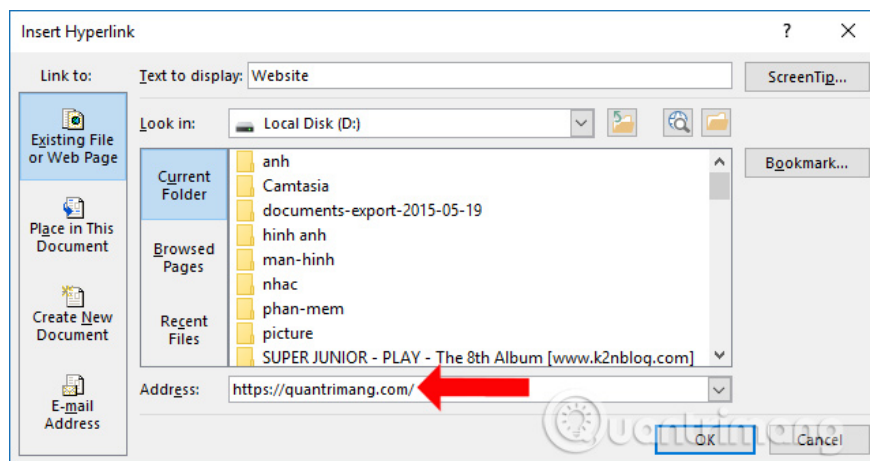 Insert Hyperlink
Link to:
Text to display: Website
ScreenTip...
Existing File
or Web Page
Look in:
Local Disk (D:)
Bookmark...
Place in This
Document
Create New
Document
E-mail
Address
Current
Folder
Browsed
Pages
Recent
Files
anh
Camtasia
documents-export-2015-05-19
hinh anh
man-hinh
nhac
phan-mem
picture
SUPER JUNIOR - PLAY - The 8th Album [www.k2nblog.com]
Address:
https://quantrimang.com/
OK
Cancel
Quantrimang